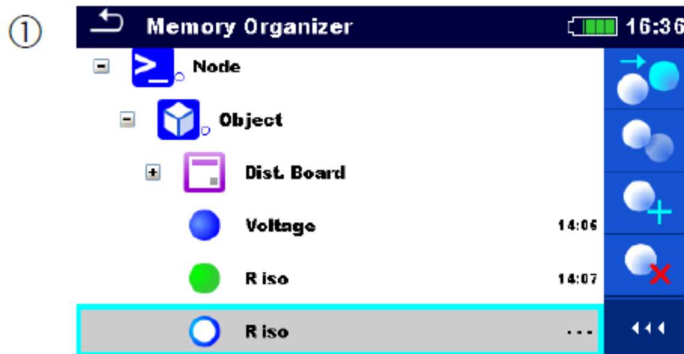 ①
Memory Organizer 16:36
>_ Node
Object
Dist. Board
Voltage 14:06
R iso 14:07
R iso ---